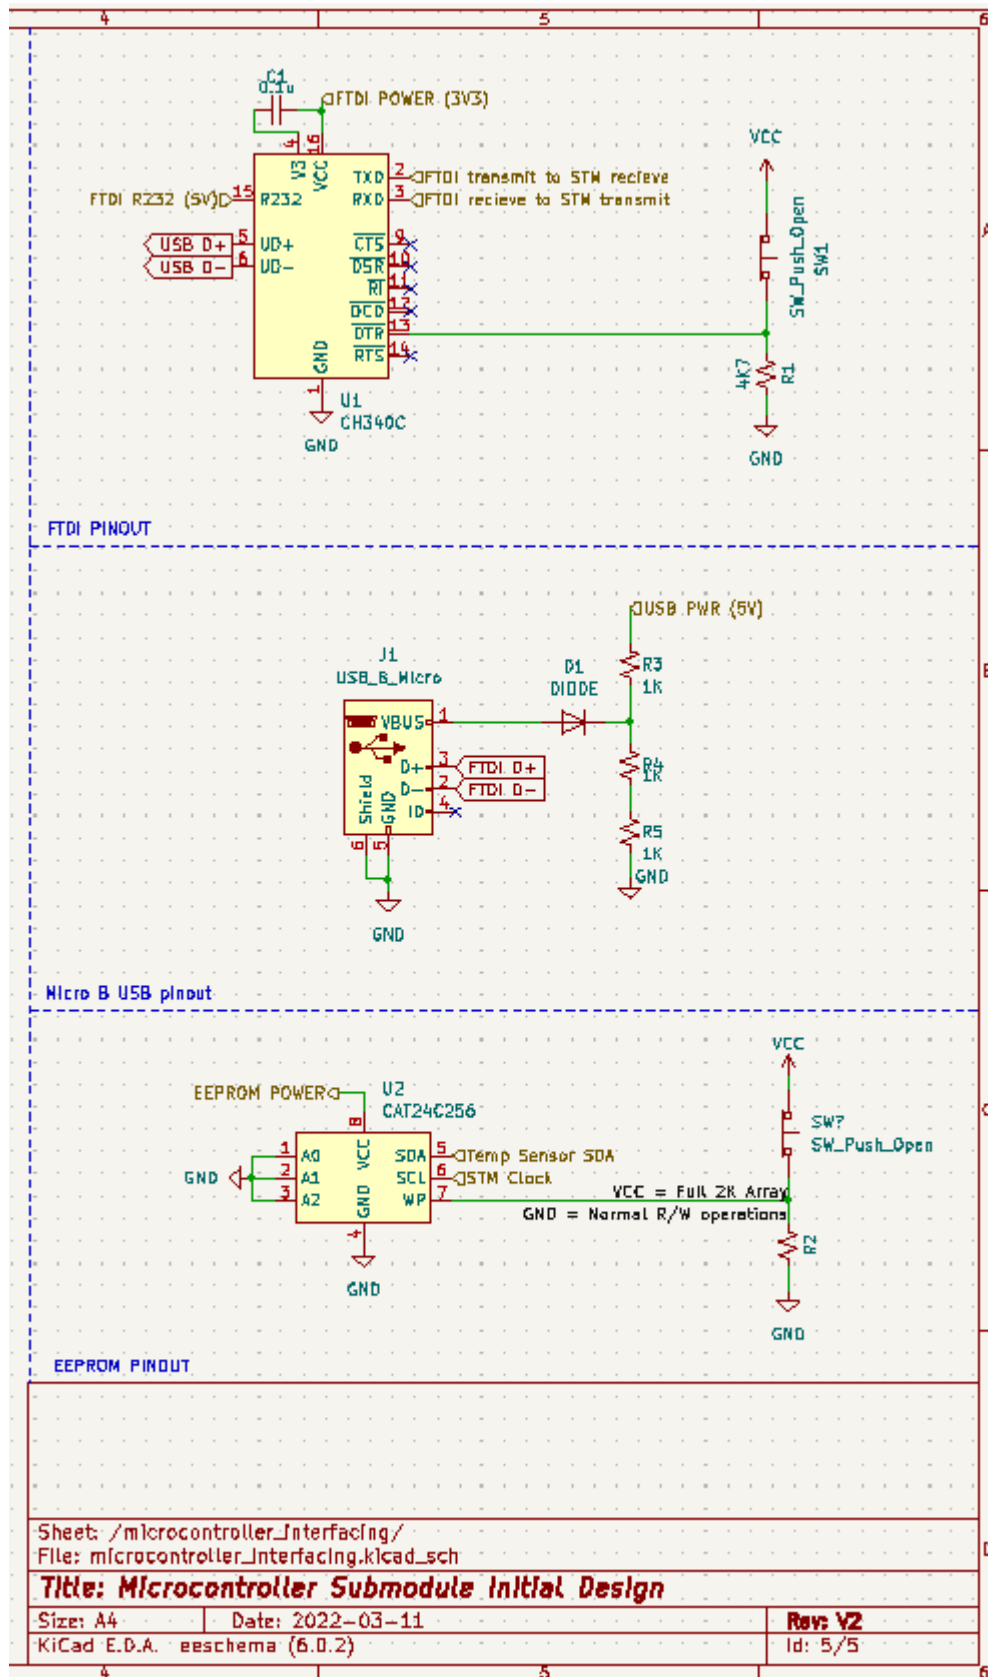 4 5 6
C1
0.1u
FTDI POWER (3V3)
VCC
4 16
V3 VCC
TXD 2 FTDI transmit to STM recieve
FTDI R232 (5V) 15 R232 RXD 3 FTDI recieve to STM transmit
USB D+ 5 UD+ CTS 9
USB D- 6 UD- DSR 10
RI 11
DCD 12
DTR 13
RTS 14
GND
1
SW_Push_Open
SW1
A
4K7 R1
U1
CH340C
GND
GND
FTDI PINOUT
USB PWR (5V)
J1
USB_B_Micro
D1
DIODE
R3
1K
B
VBUS 1
D+ 3 FTDI D+
D- 2 FTDI D-
ID 4
Shield GND
6 5
R4
1K
R5
1K
GND
GND
Micro B USB pinout
VCC
EEPROM POWER
U2
CAT24C256
C
8
VCC
1 A0 SDA 5 Temp Sensor SDA
GND 2 A1 SCL 6 STM Clock
3 A2 WP 7
GND
4
GND
SW?
SW_Push_Open
VCC = Full 2K Array
GND = Normal R/W operations
R2
GND
EEPROM PINOUT
Sheet: /microcontroller_interfacing/
File: microcontroller_interfacing.kicad_sch
D
Title: Microcontroller Submodule Initial Design
Size: A4 Date: 2022-03-11 Rev: V2
KiCad E.D.A. eeschema (6.0.2) Id: 5/5
4 5 6